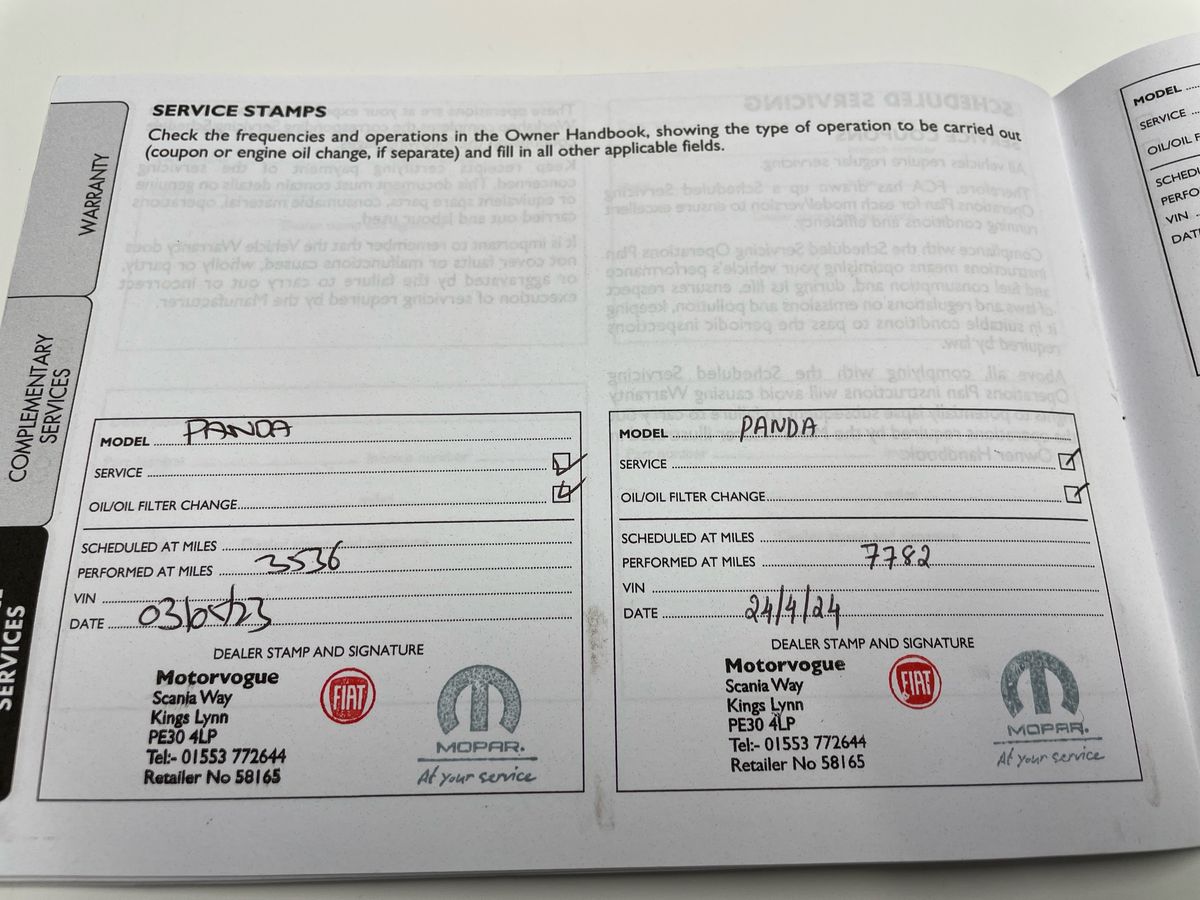 SERVICE STAMPS
Check the frequencies and operations in the Owner Handbook, showing the type of operation to be carried out
(coupon or engine oil change, if separate) and fill in all other applicable fields.
WARRANTY
COMPLEMENTARY
SERVICES
SERVICES
MODEL PANDA
SERVICE
OIL/OIL FILTER CHANGE
SCHEDULED AT MILES
PERFORMED AT MILES 3536
VIN
DATE 03/05/23
DEALER STAMP AND SIGNATURE
Motorvogue
Scania Way
Kings Lynn
PE30 4LP
Tel:- 01553 772644
Retailer No 58165
FIAT
MOPAR.
At your service
MODEL PANDA
SERVICE
OIL/OIL FILTER CHANGE
SCHEDULED AT MILES
PERFORMED AT MILES 7782
VIN
DATE 24/4/24
DEALER STAMP AND SIGNATURE
Motorvogue
Scania Way
Kings Lynn
PE30 4LP
Tel:- 01553 772644
Retailer No 58165
FIAT
MOPAR.
At your service
MODEL
SERVICE
OIL/OIL F
SCHEDU
PERFO
VIN
DATE